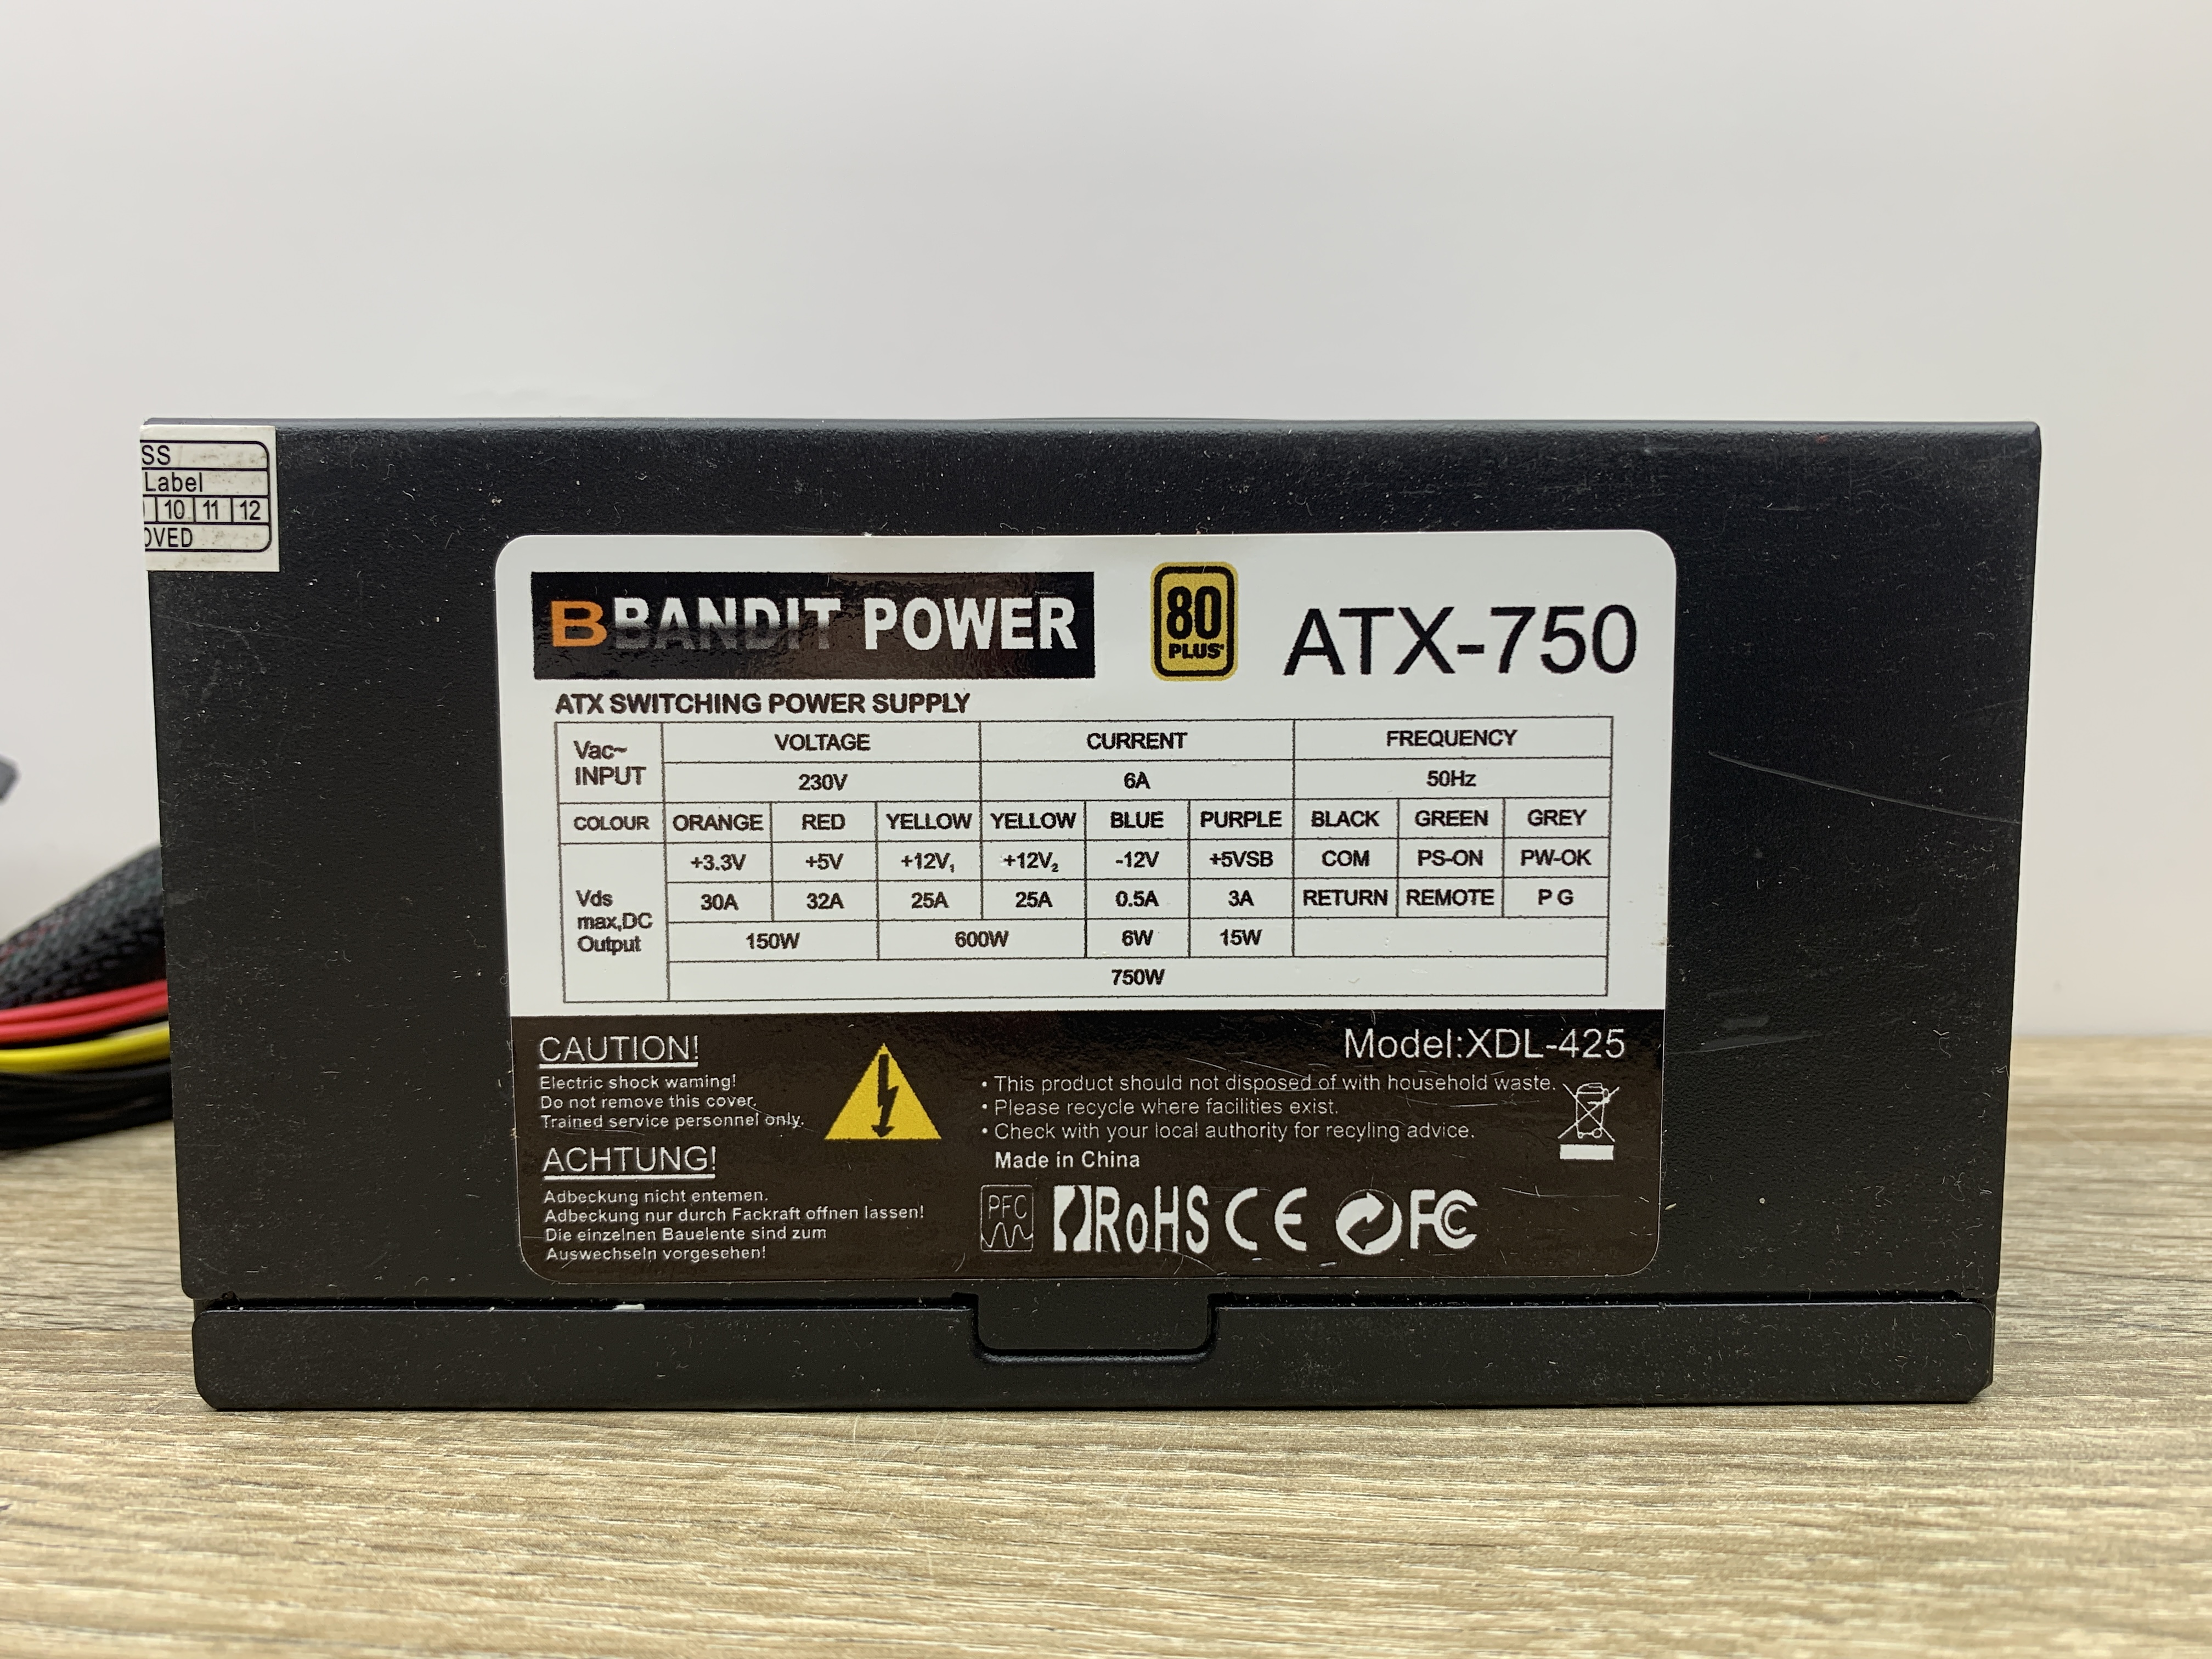 SS
Label
10 11 12
OVED
B BANDIT POWER
80
PLUS
ATX-750
ATX SWITCHING POWER SUPPLY
Vac~ INPUT VOLTAGE CURRENT FREQUENCY
230V 6A 50Hz
COLOUR ORANGE RED YELLOW YELLOW BLUE PURPLE BLACK GREEN GREY
Vds max,DC Output +3.3V +5V +12V₁ +12V₂ -12V +5VSB COM PS-ON PW-OK
30A 32A 25A 25A 0.5A 3A RETURN REMOTE P G
150W 600W 6W 15W
750W
Model:XDL-425
CAUTION!
Electric shock waming!
Do not remove this cover.
Trained service personnel only.
ACHTUNG!
Adbeckung nicht entemen.
Adbeckung nur durch Fackraft offnen lassen!
Die einzelnen Bauelente sind zum
Auswechseln vorgesehen!
• This product should not disposed of with household waste.
• Please recycle where facilities exist.
• Check with your local authority for recyling advice.
Made in China
PFC RoHS CE FC